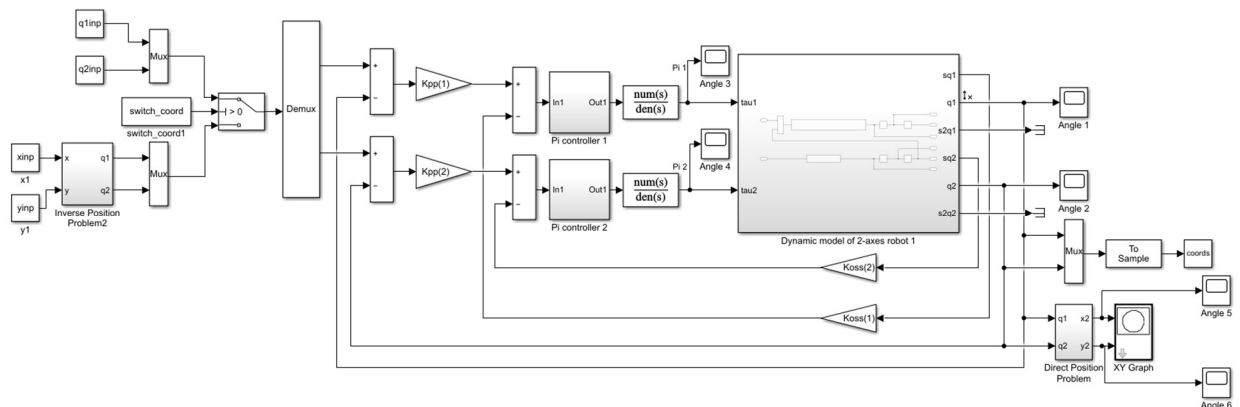 q1inp
q2inp
Mux
switch_coord
switch_coord1
> 0
xinp
x1
yinp
y1
x
y
q1
q2
Inverse Position
Problem2
Mux
Demux
+
−
+
−
Kpp(1)
Kpp(2)
+
−
+
−
In1
Out1
Pi controller 1
In1
Out1
Pi controller 2
num(s)
den(s)
num(s)
den(s)
Pi 1
Angle 3
Pi 2
Angle 4
tau1
tau2
sq1
q1
s2q1
sq2
q2
s2q2
Dynamic model of 2-axes robot 1
Angle 1
Angle 2
Koss(2)
Koss(1)
Mux
To
Sample
coords
q1
q2
x2
y2
Direct Position
Problem
XY Graph
Angle 5
Angle 6